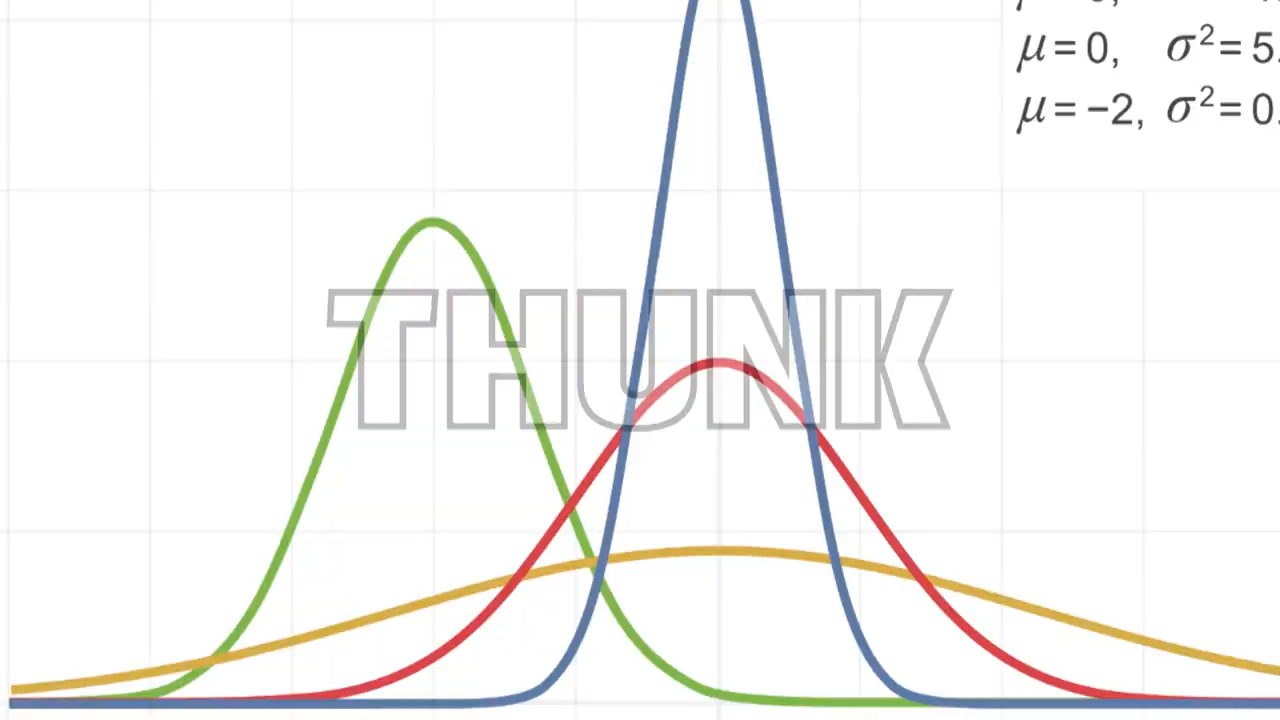 μ = 0, σ² = 5.
μ = −2, σ² = 0.
THUNK